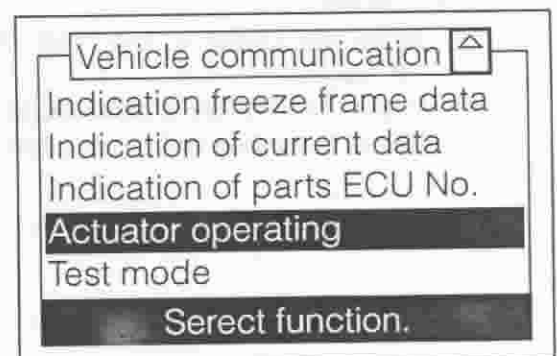 Vehicle communication
Indication freeze frame data
Indication of current data
Indication of parts ECU No.
Actuator operating
Test mode
Serect function.